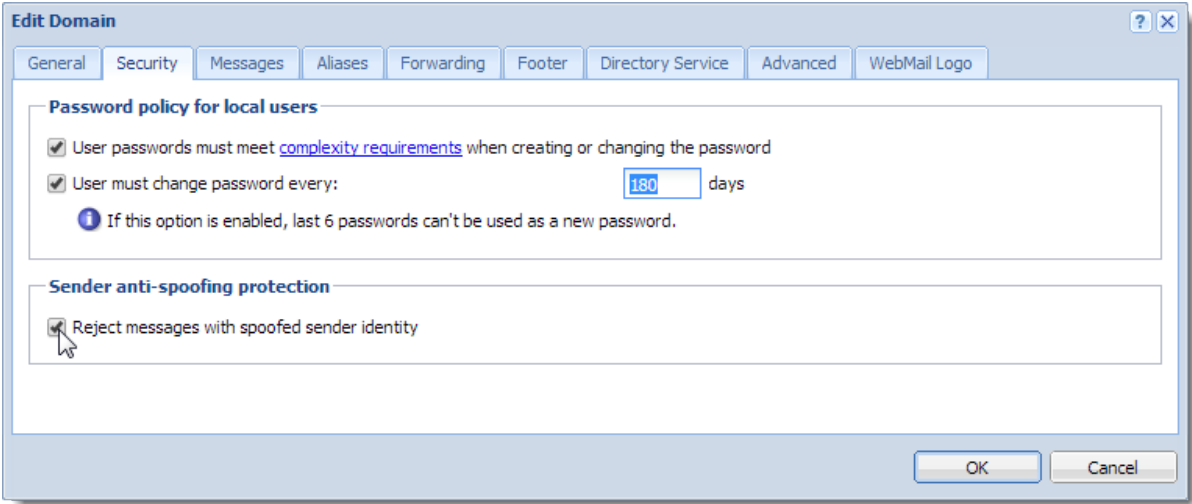 Edit Domain
General Security Messages Aliases Forwarding Footer Directory Service Advanced WebMail Logo
Password policy for local users
User passwords must meet complexity requirements when creating or changing the password
User must change password every: 180 days
If this option is enabled, last 6 passwords can't be used as a new password.
Sender anti-spoofing protection
Reject messages with spoofed sender identity
OK Cancel